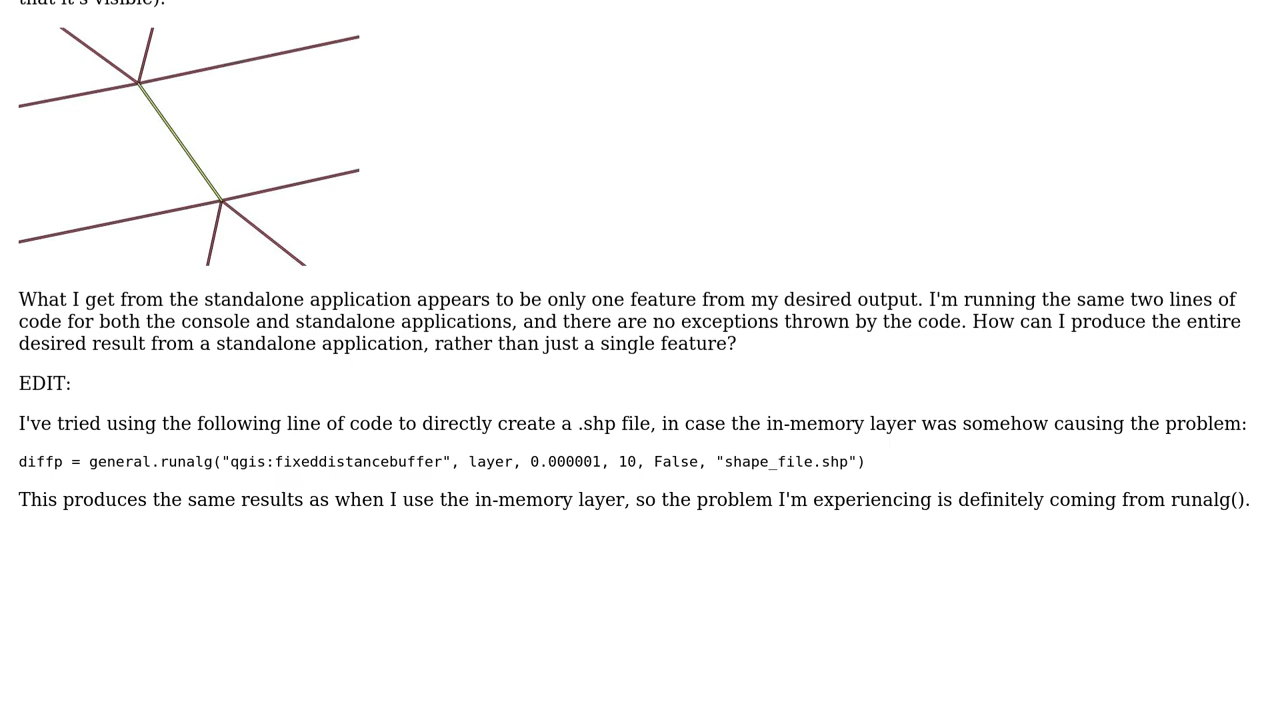 that it's visible).
What I get from the standalone application appears to be only one feature from my desired output. I'm running the same two lines of
code for both the console and standalone applications, and there are no exceptions thrown by the code. How can I produce the entire
desired result from a standalone application, rather than just a single feature?
EDIT:
I've tried using the following line of code to directly create a .shp file, in case the in-memory layer was somehow causing the problem:
diffp = general.runalg("qgis:fixeddistancebuffer", layer, 0.000001, 10, False, "shape_file.shp")
This produces the same results as when I use the in-memory layer, so the problem I'm experiencing is definitely coming from runalg().